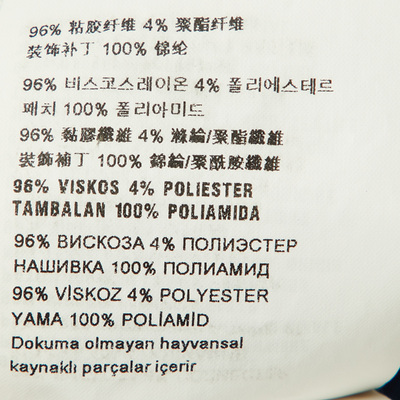 96% 粘胶纤维 4% 聚酯纤维
装饰补丁 100% 锦纶
96% 비스코스레이온 4% 폴리에스테르
패치 100% 폴리아미드
96% 黏膠纖維 4% 滌綸/聚酯纖維
裝飾補丁 100% 錦綸/聚酰胺纖維
96% VISKOS 4% POLIESTER
TAMBALAN 100% POLIAMIDA
96% ВИСКОЗА 4% ПОЛИЭСТЕР
НАШИВКА 100% ПОЛИАМИД
96% VİSKOZ 4% POLYESTER
YAMA 100% POLİAMİD
Dokuma olmayan hayvansal
kaynaklı parçalar içerir